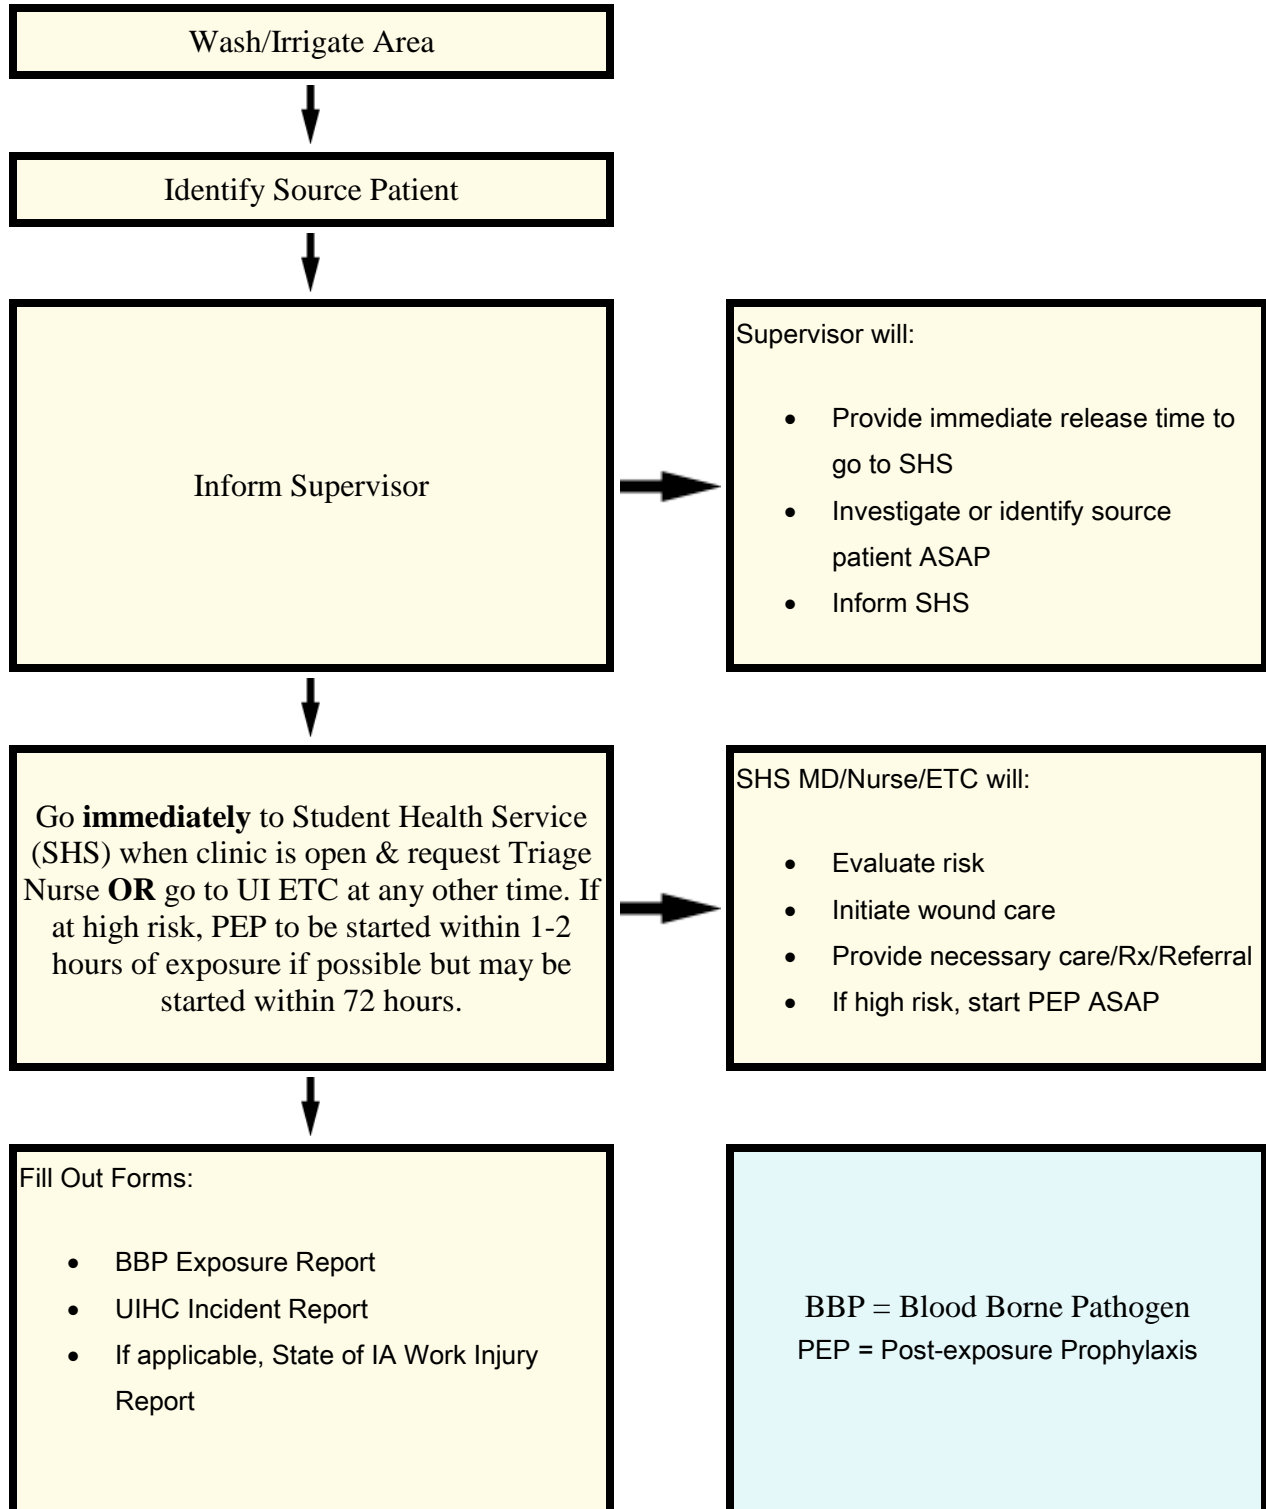 Wash/Irrigate Area
Identify Source Patient
Inform Supervisor
Supervisor will:
• Provide immediate release time to
go to SHS
• Investigate or identify source
patient ASAP
• Inform SHS
Go immediately to Student Health Service
(SHS) when clinic is open & request Triage
Nurse OR go to UI ETC at any other time. If
at high risk, PEP to be started within 1-2
hours of exposure if possible but may be
started within 72 hours.
SHS MD/Nurse/ETC will:
• Evaluate risk
• Initiate wound care
• Provide necessary care/Rx/Referral
• If high risk, start PEP ASAP
Fill Out Forms:
• BBP Exposure Report
• UIHC Incident Report
• If applicable, State of IA Work Injury
Report
BBP = Blood Borne Pathogen
PEP = Post-exposure Prophylaxis